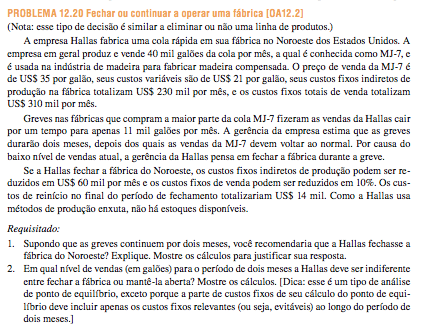 PROBLEMA 12.20 Fechar ou continuar a operar uma fábrica [OA12.2]
(Nota: esse tipo de decisão é similar a eliminar ou não uma linha de produtos.)
A empresa Hallas fabrica uma cola rápida em sua fábrica no Noroeste dos Estados Unidos. A
empresa em geral produz e vende 40 mil galões da cola por mês, a qual é conhecida como MJ-7, e
é usada na indústria de madeira para fabricar madeira compensada. O preço de venda da MJ-7 é
de US$ 35 por galão, seus custos variáveis são de US$ 21 por galão, seus custos fixos indiretos de
produção na fábrica totalizam US$ 230 mil por mês, e os custos fixos totais de venda totalizam
US$ 310 mil por mês.
Greves nas fábricas que compram a maior parte da cola MJ-7 fizeram as vendas da Hallas cair
por um tempo para apenas 11 mil galões por mês. A gerência da empresa estima que as greves
durarão dois meses, depois dos quais as vendas da MJ-7 devem voltar ao normal. Por causa do
baixo nível de vendas atual, a gerência da Hallas pensa em fechar a fábrica durante a greve.
Se a Hallas fechar a fábrica do Noroeste, os custos fixos indiretos de produção podem ser re-
duzidos em US$ 60 mil por mês e os custos fixos de venda podem ser reduzidos em 10%. Os cus-
tos de reinício no final do período de fechamento totalizariam US$ 14 mil. Como a Hallas usa
métodos de produção enxuta, não há estoques disponíveis.
Requisitado:
1. Supondo que as greves continuem por dois meses, você recomendaria que a Hallas fechasse a
fábrica do Noroeste? Explique. Mostre os cálculos para justificar sua resposta.
2. Em qual nível de vendas (em galões) para o período de dois meses a Hallas deve ser indiferente
entre fechar a fábrica ou mantê-la aberta? Mostre os cálculos. [Dica: esse é um tipo de análise
de ponto de equilíbrio, exceto porque a parte de custos fixos de seu cálculo do ponto de equi-
líbrio deve incluir apenas os custos fixos relevantes (ou seja, evitáveis) ao longo do período de
dois meses.]